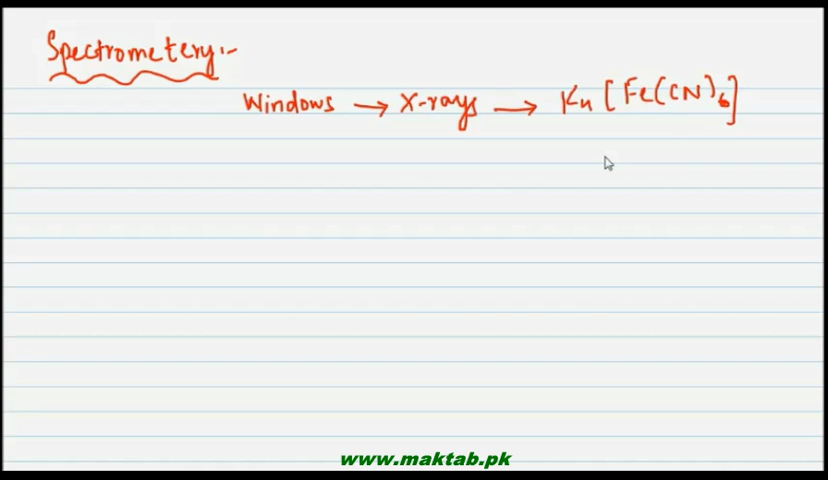 Spectrometery:-
Windows → X-rays → K4[Fe(CN)6]
www.maktab.pk